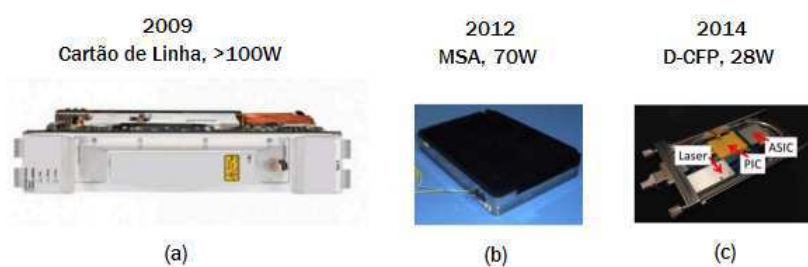 2009
Cartão de Linha, >100W
2012
MSA, 70W
2014
D-CFP, 28W
Laser
PIC
ASIC
(a)
(b)
(c)